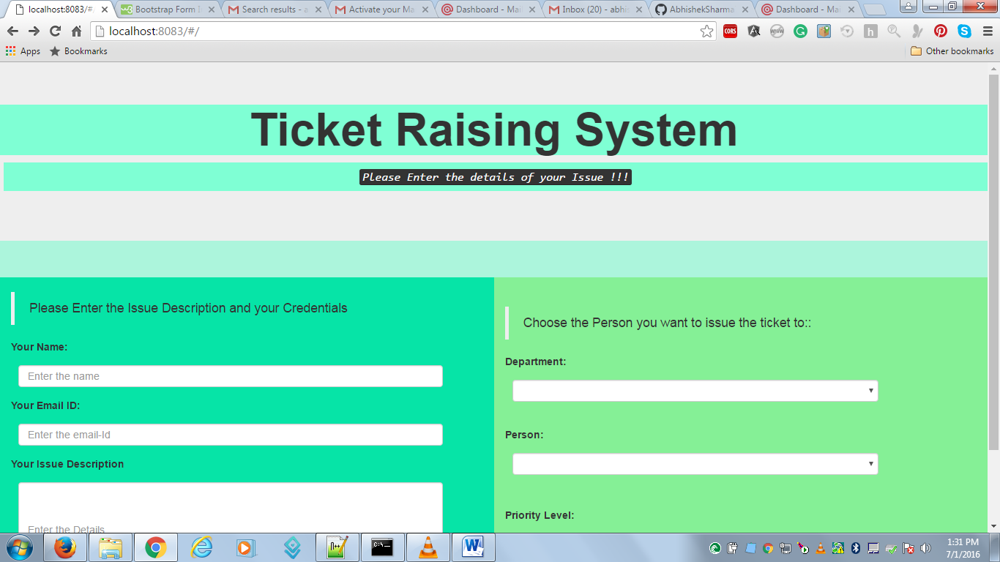 localhost:8083/#/
Bootstrap Form I
Search results - a
Activate your Ma
Dashboard - Mai
Inbox (20) - abhi
AbhishekSharma
Dashboard - Mai
localhost:8083/#/
CORS
Apps
Bookmarks
Other bookmarks
Ticket Raising System
Please Enter the details of your Issue !!!
Please Enter the Issue Description and your Credentials
Your Name:
Enter the name
Your Email ID:
Enter the email-Id
Your Issue Description
Enter the Details
Choose the Person you want to issue the ticket to::
Department:
Person:
Priority Level:
1:31 PM
7/1/2016